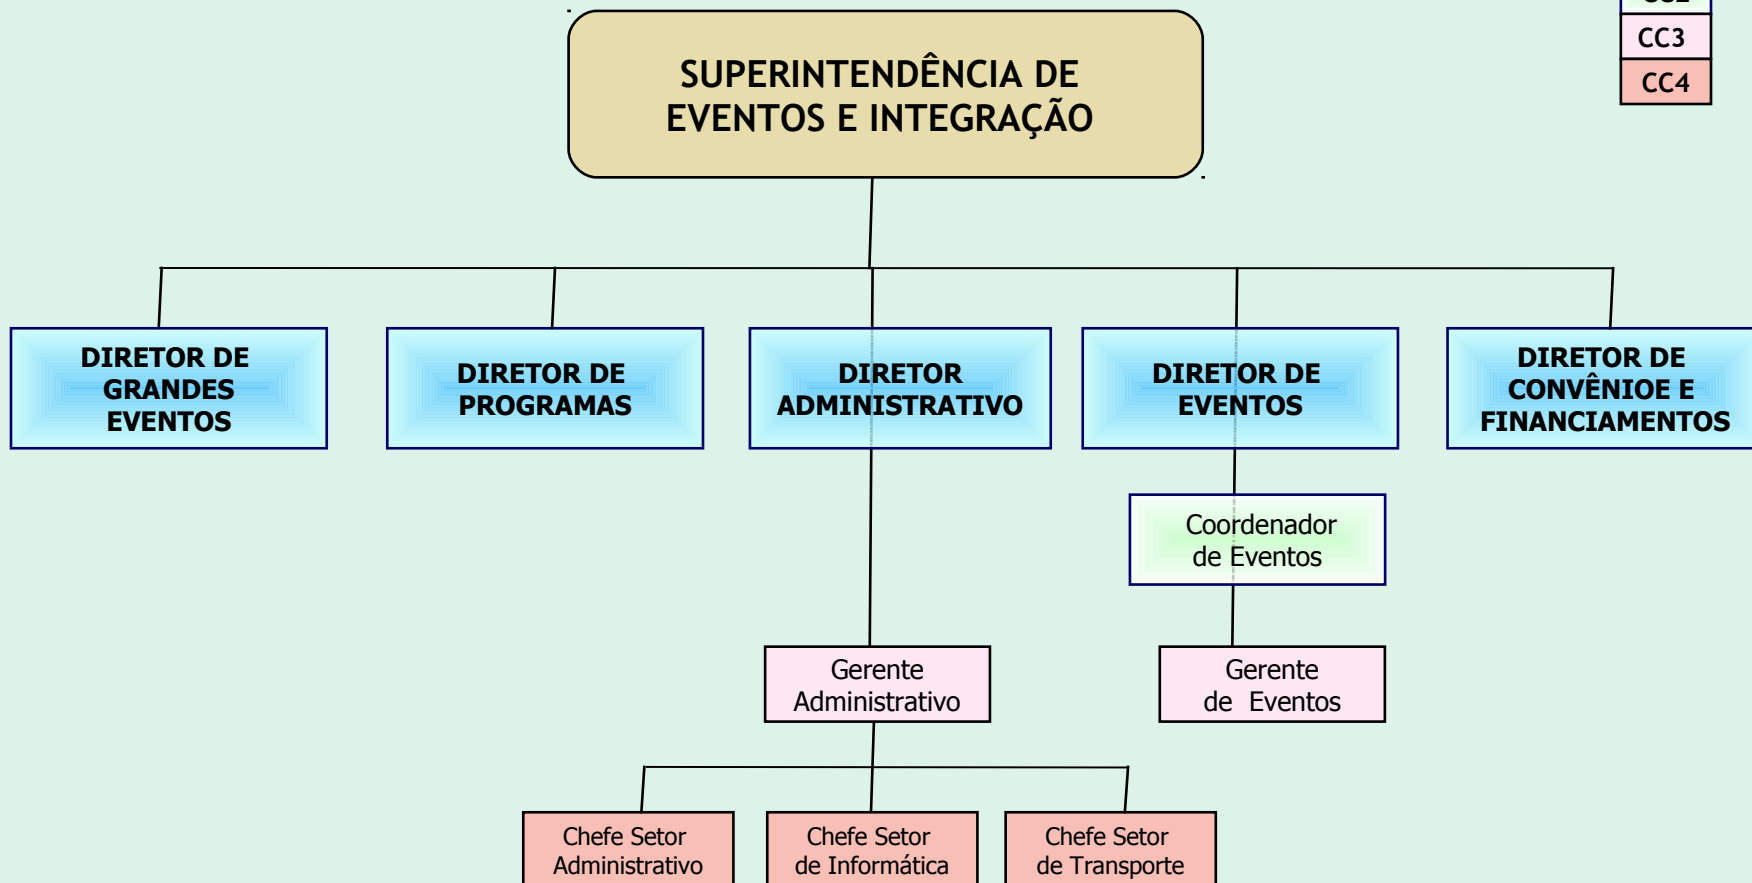 CC2
CC3
CC4
SUPERINTENDÊNCIA DE
EVENTOS E INTEGRAÇÃO
DIRETOR DE
GRANDES
EVENTOS
DIRETOR DE
PROGRAMAS
DIRETOR
ADMINISTRATIVO
DIRETOR DE
EVENTOS
DIRETOR DE
CONVÊNIOE E
FINANCIAMENTOS
Coordenador
de Eventos
Gerente
Administrativo
Gerente
de Eventos
Chefe Setor
Administrativo
Chefe Setor
de Informática
Chefe Setor
de Transporte